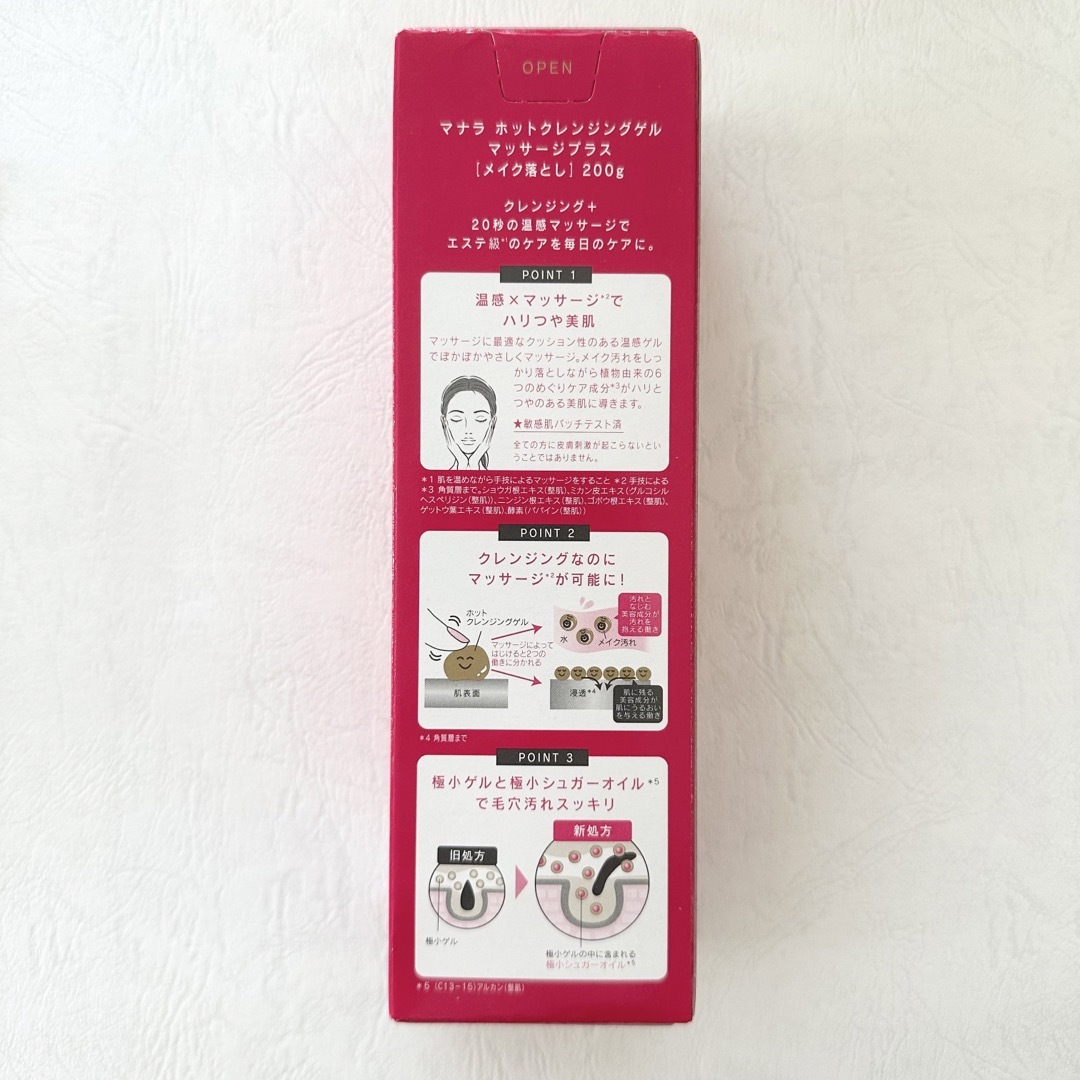 OPEN
マナラ ホットクレンジングゲル
マッサージプラス
[メイク落とし] 200g
クレンジング+
20秒の温感マッサージで
エステ級*1のケアを毎日のケアに。
POINT 1
温感×マッサージ*2で
ハリつや美肌
マッサージに最適なクッション性のある温感ゲル
でぽかぽかやさしくマッサージ。メイク汚れをしっ
かり落としながら植物由来の6
つのめぐりケア成分*3がハリと
つやのある美肌に導きます。
★敏感肌パッチテスト済
全ての方に皮膚刺激が起こらないとい
うことではありません。
*1 肌を温めながら手技によるマッサージをすること *2 手技による
*3 角質層まで。ショウガ根エキス(整肌)、ミカン皮エキス(グルコシル
ヘスペリジン(整肌))、ニンジン根エキス(整肌)、ゴボウ根エキス(整肌)、
ゲットウ葉エキス(整肌)、酵素(パパイン(整肌))
POINT 2
クレンジングなのに
マッサージ*2が可能に!
ホット
クレンジングゲル
マッサージによって
はじけると2つの
働きに分かれる
肌表面
汚れと
なじむ
美容成分が
汚れを
抱える働き
水
メイク汚れ
浸透*4
肌に残る
美容成分が
肌にうるおい
を与える働き
*4 角質層まで
POINT 3
極小ゲルと極小シュガーオイル*5
で毛穴汚れスッキリ
旧処方
極小ゲル
新処方
極小ゲルの中に含まれる
極小シュガーオイル*5
*5 (C13-15)アルカン(整肌)